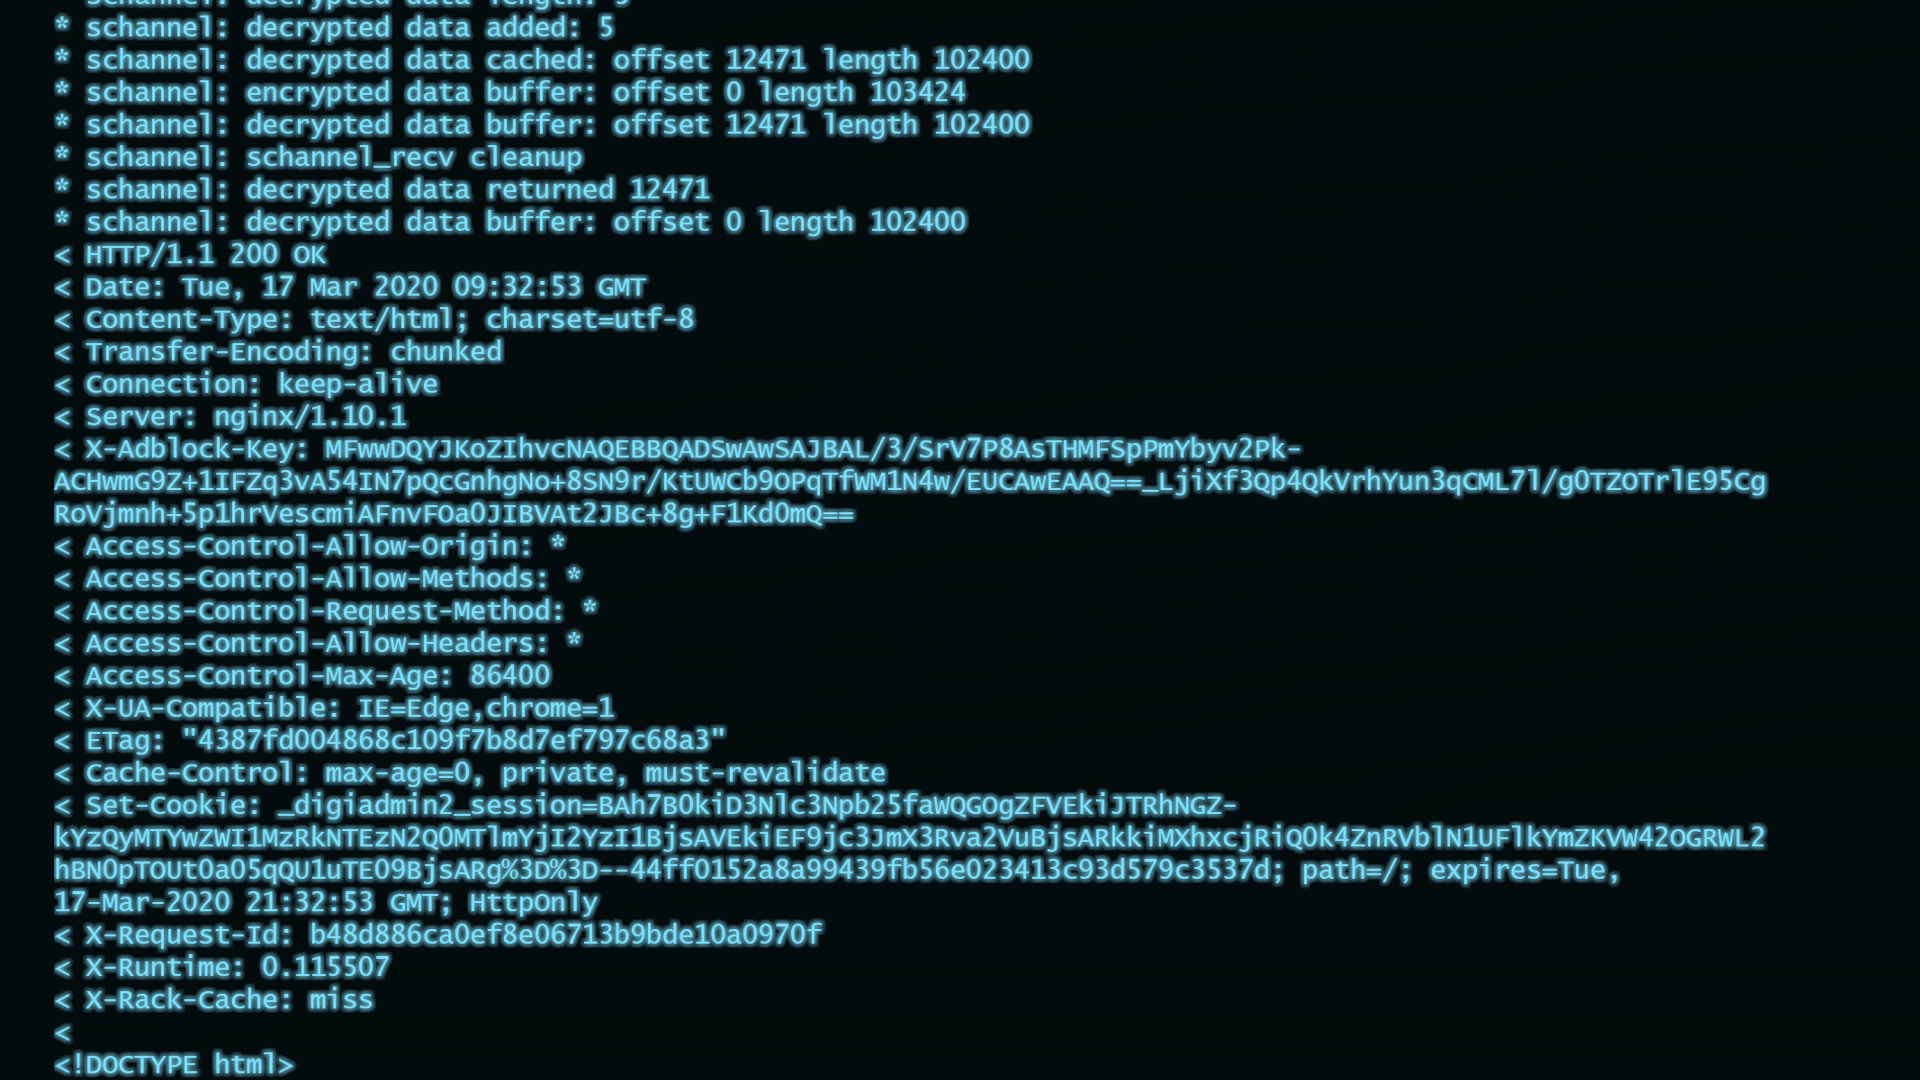 schannel: decrypted data length: 5
* schannel: decrypted data added: 5
* schannel: decrypted data cached: offset 12471 length 102400
* schannel: encrypted data buffer: offset 0 length 103424
* schannel: decrypted data buffer: offset 12471 length 102400
* schannel: schannel_recv cleanup
* schannel: decrypted data returned 12471
* schannel: decrypted data buffer: offset 0 length 102400
< HTTP/1.1 200 OK
< Date: Tue, 17 Mar 2020 09:32:53 GMT
< Content-Type: text/html; charset=utf-8
< Transfer-Encoding: chunked
< Connection: keep-alive
< Server: nginx/1.10.1
< X-Adblock-Key: MFwwDQYJKoZIhvcNAQEBBQADSwAwSAJBAL/3/SrV7P8AsTHMFSpPmYbyv2Pk-
ACHwmG9Z+1IFZq3vA54IN7pQcGnhgNo+8SN9r/KtUWCb9OPqTfWM1N4w/EUCAwEAAQ==_LjiXf3Qp4QkVrhYun3qCML7l/g0TZOTrlE95Cg
RoVjmnh+5p1hrVescmiAFnvFOa0JIBVAt2JBc+8g+F1Kd0mQ==
< Access-Control-Allow-Origin: *
< Access-Control-Allow-Methods: *
< Access-Control-Request-Method: *
< Access-Control-Allow-Headers: *
< Access-Control-Max-Age: 86400
< X-UA-Compatible: IE=Edge,chrome=1
< ETag: "4387fd004868c109f7b8d7ef797c68a3"
< Cache-Control: max-age=0, private, must-revalidate
< Set-Cookie: _digiadmin2_session=BAh7B0kiD3Nlc3Npb25faWQGOgZFVEkiJTRhNGZ-
kYzQyMTYwZWI1MzRkNTEzN2Q0MTlmYjI2YzI1BjsAVEkiEF9jc3JmX3Rva2VuBjsARkkiMXhxcjRiQ0k4ZnRVblN1UFlkYmZKVW42OGRWL2
hBN0pTOUt0a05qQU1uTE09BjsARg%3D%3D--44ff0152a8a99439fb56e023413c93d579c3537d; path=/; expires=Tue,
17-Mar-2020 21:32:53 GMT; HttpOnly
< X-Request-Id: b48d886ca0ef8e06713b9bde10a0970f
< X-Runtime: 0.115507
< X-Rack-Cache: miss
<
<!DOCTYPE html>